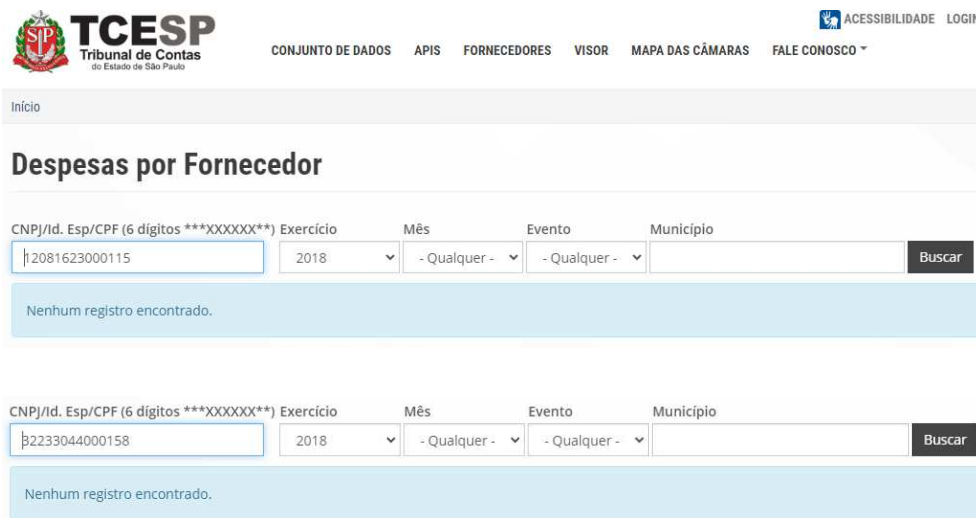 ACESSIBILIDADE LOGIN
SP
TCESP
Tribunal de Contas
do Estado de São Paulo
CONJUNTO DE DADOS APIS FORNECEDORES VISOR MAPA DAS CÂMARAS FALE CONOSCO
Início
Despesas por Fornecedor
CNPJ/Id. Esp/CPF (6 dígitos ***XXXXXX**) Exercício Mês Evento Município
12081623000115 2018 - Qualquer - - Qualquer - Buscar
Nenhum registro encontrado.
CNPJ/Id. Esp/CPF (6 dígitos ***XXXXXX**) Exercício Mês Evento Município
32233044000158 2018 - Qualquer - - Qualquer - Buscar
Nenhum registro encontrado.